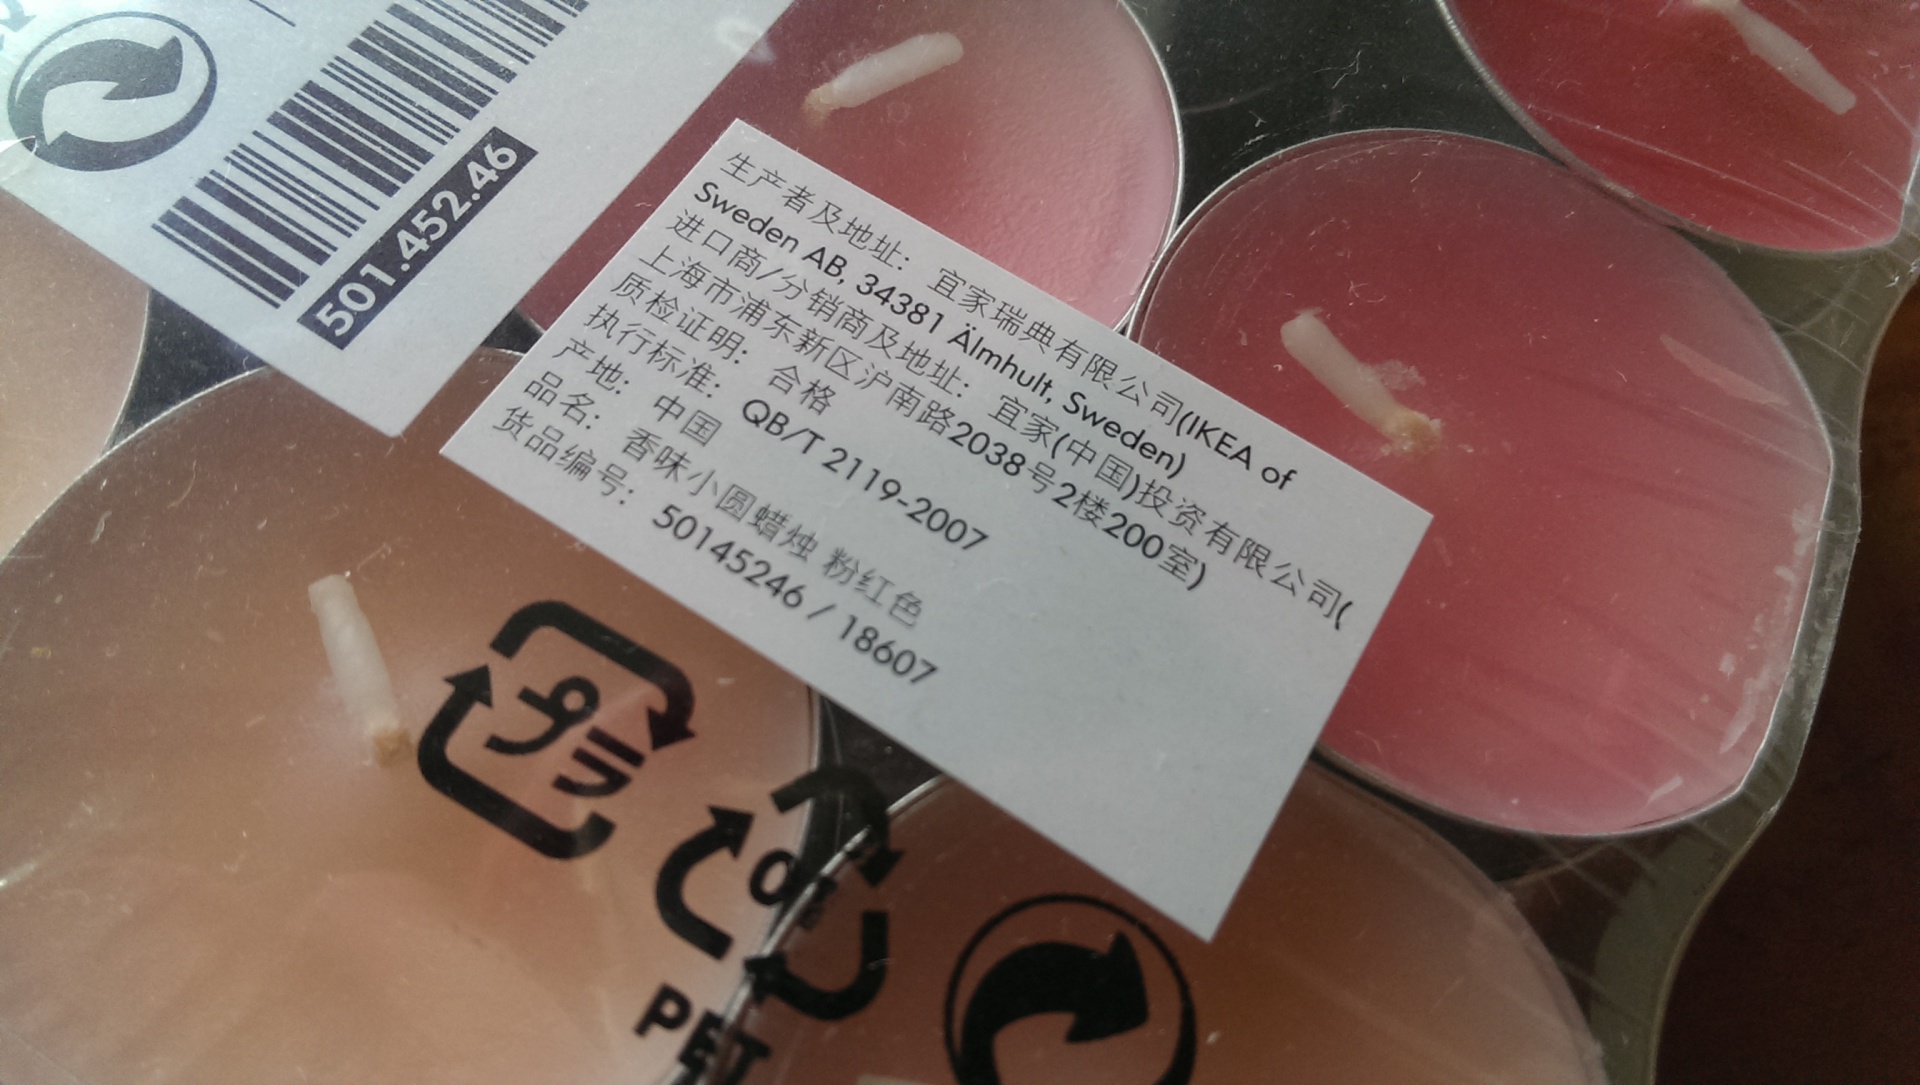 501.452.46
生产者及地址: 宜家瑞典有限公司(IKEA of
Sweden AB, 34381 Älmhult, Sweden)
进口商/分销商及地址: 宜家(中国)投资有限公司(
上海市浦东新区沪南路2038号2楼200室)
质检证明: 合格
执行标准: QB/T 2119-2007
产地: 中国
品名: 香味小圆蜡烛 粉红色
货品编号: 50145246 / 18607
プラ
PET